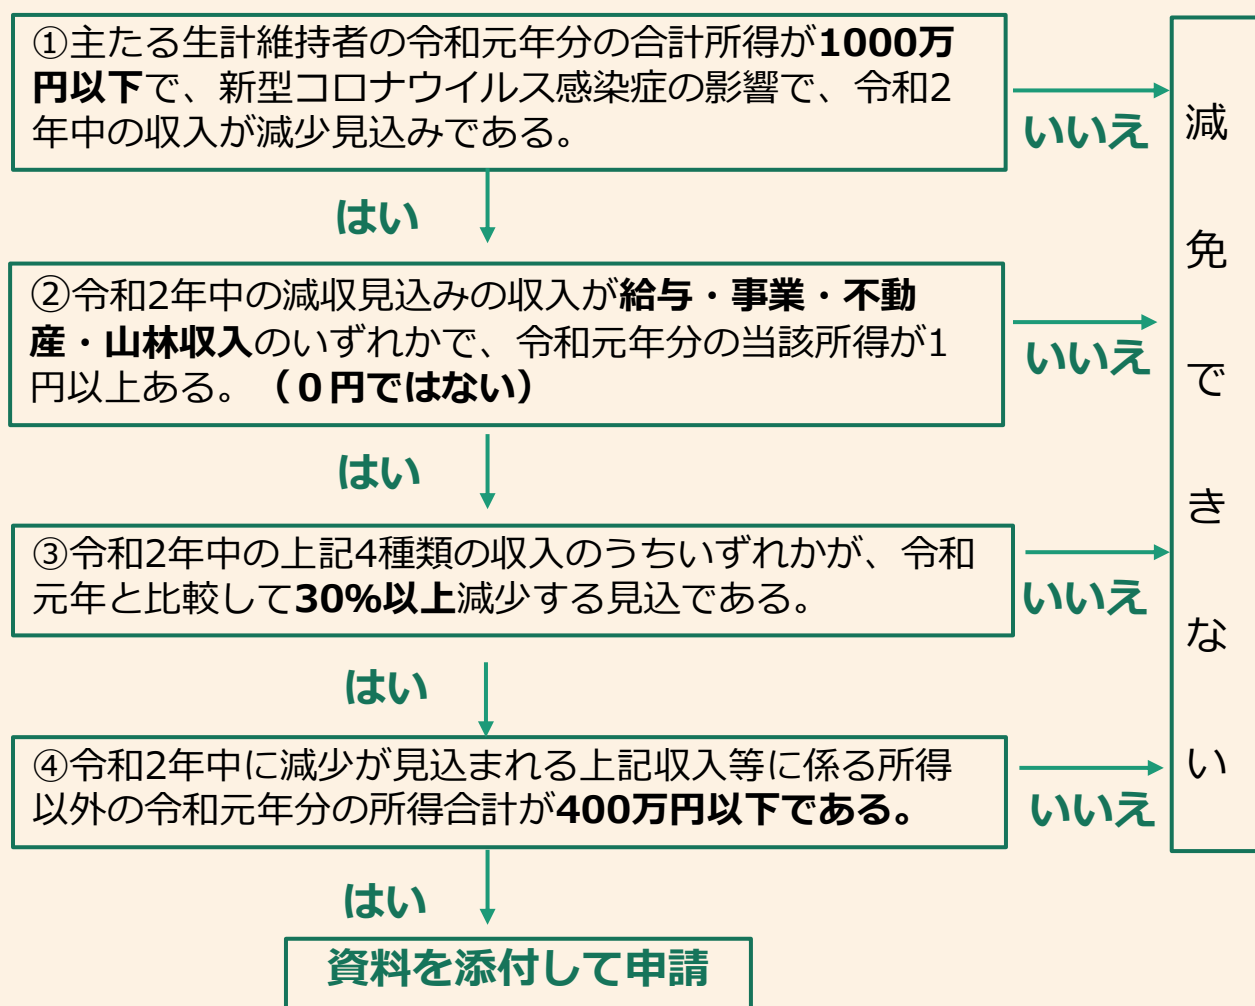 ①主たる生計維持者の令和元年分の合計所得が1000万
円以下で、新型コロナウイルス感染症の影響で、令和2
年中の収入が減少見込みである。
いいえ
はい
②令和2年中の減収見込みの収入が給与・事業・不動
産・山林収入のいずれかで、令和元年分の当該所得が1
円以上ある。（０円ではない）
いいえ
はい
③令和2年中の上記4種類の収入のうちいずれかが、令和
元年と比較して30%以上減少する見込である。
いいえ
はい
④令和2年中に減少が見込まれる上記収入等に係る所得
以外の令和元年分の所得合計が400万円以下である。
いいえ
はい
資料を添付して申請
減免できない